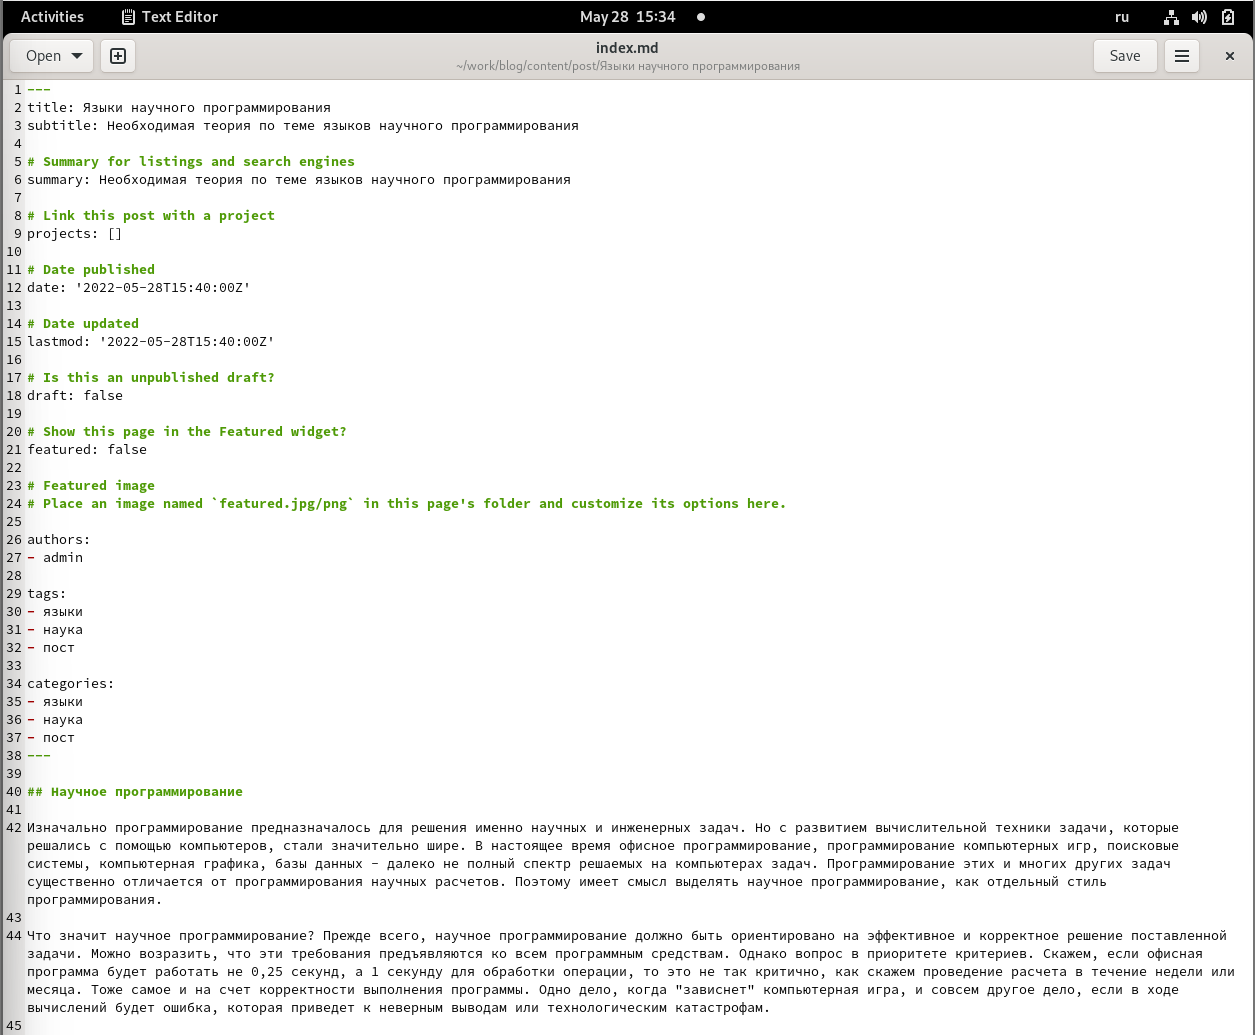 Activities Text Editor May 28 15:34 ru
Open index.md Save
~/work/blog/content/post/Языки научного программирования
1 ---
2 title: Языки научного программирования
3 subtitle: Необходимая теория по теме языков научного программирования
4
5 # Summary for listings and search engines
6 summary: Необходимая теория по теме языков научного программирования
7
8 # Link this post with a project
9 projects: []
10
11 # Date published
12 date: '2022-05-28T15:40:00Z'
13
14 # Date updated
15 lastmod: '2022-05-28T15:40:00Z'
16
17 # Is this an unpublished draft?
18 draft: false
19
20 # Show this page in the Featured widget?
21 featured: false
22
23 # Featured image
24 # Place an image named `featured.jpg/png` in this page's folder and customize its options here.
25
26 authors:
27 - admin
28
29 tags:
30 - языки
31 - наука
32 - пост
33
34 categories:
35 - языки
36 - наука
37 - пост
38 ---
39
40 ## Научное программирование
41
42 Изначально программирование предназначалось для решения именно научных и инженерных задач. Но с развитием вычислительной техники задачи, которые
решались с помощью компьютеров, стали значительно шире. В настоящее время офисное программирование, программирование компьютерных игр, поисковые
системы, компьютерная графика, базы данных - далеко не полный спектр решаемых на компьютерах задач. Программирование этих и многих других задач
существенно отличается от программирования научных расчетов. Поэтому имеет смысл выделять научное программирование, как отдельный стиль
программирования.
43
44 Что значит научное программирование? Прежде всего, научное программирование должно быть ориентировано на эффективное и корректное решение поставленной
задачи. Можно возразить, что эти требования предъявляются ко всем программным средствам. Однако вопрос в приоритете критериев. Скажем, если офисная
программа будет работать не 0,25 секунд, а 1 секунду для обработки операции, то это не так критично, как скажем проведение расчета в течение недели или
месяца. Тоже самое и на счет корректности выполнения программы. Одно дело, когда "зависнет" компьютерная игра, и совсем другое дело, если в ходе
вычислений будет ошибка, которая приведет к неверным выводам или технологическим катастрофам.
45